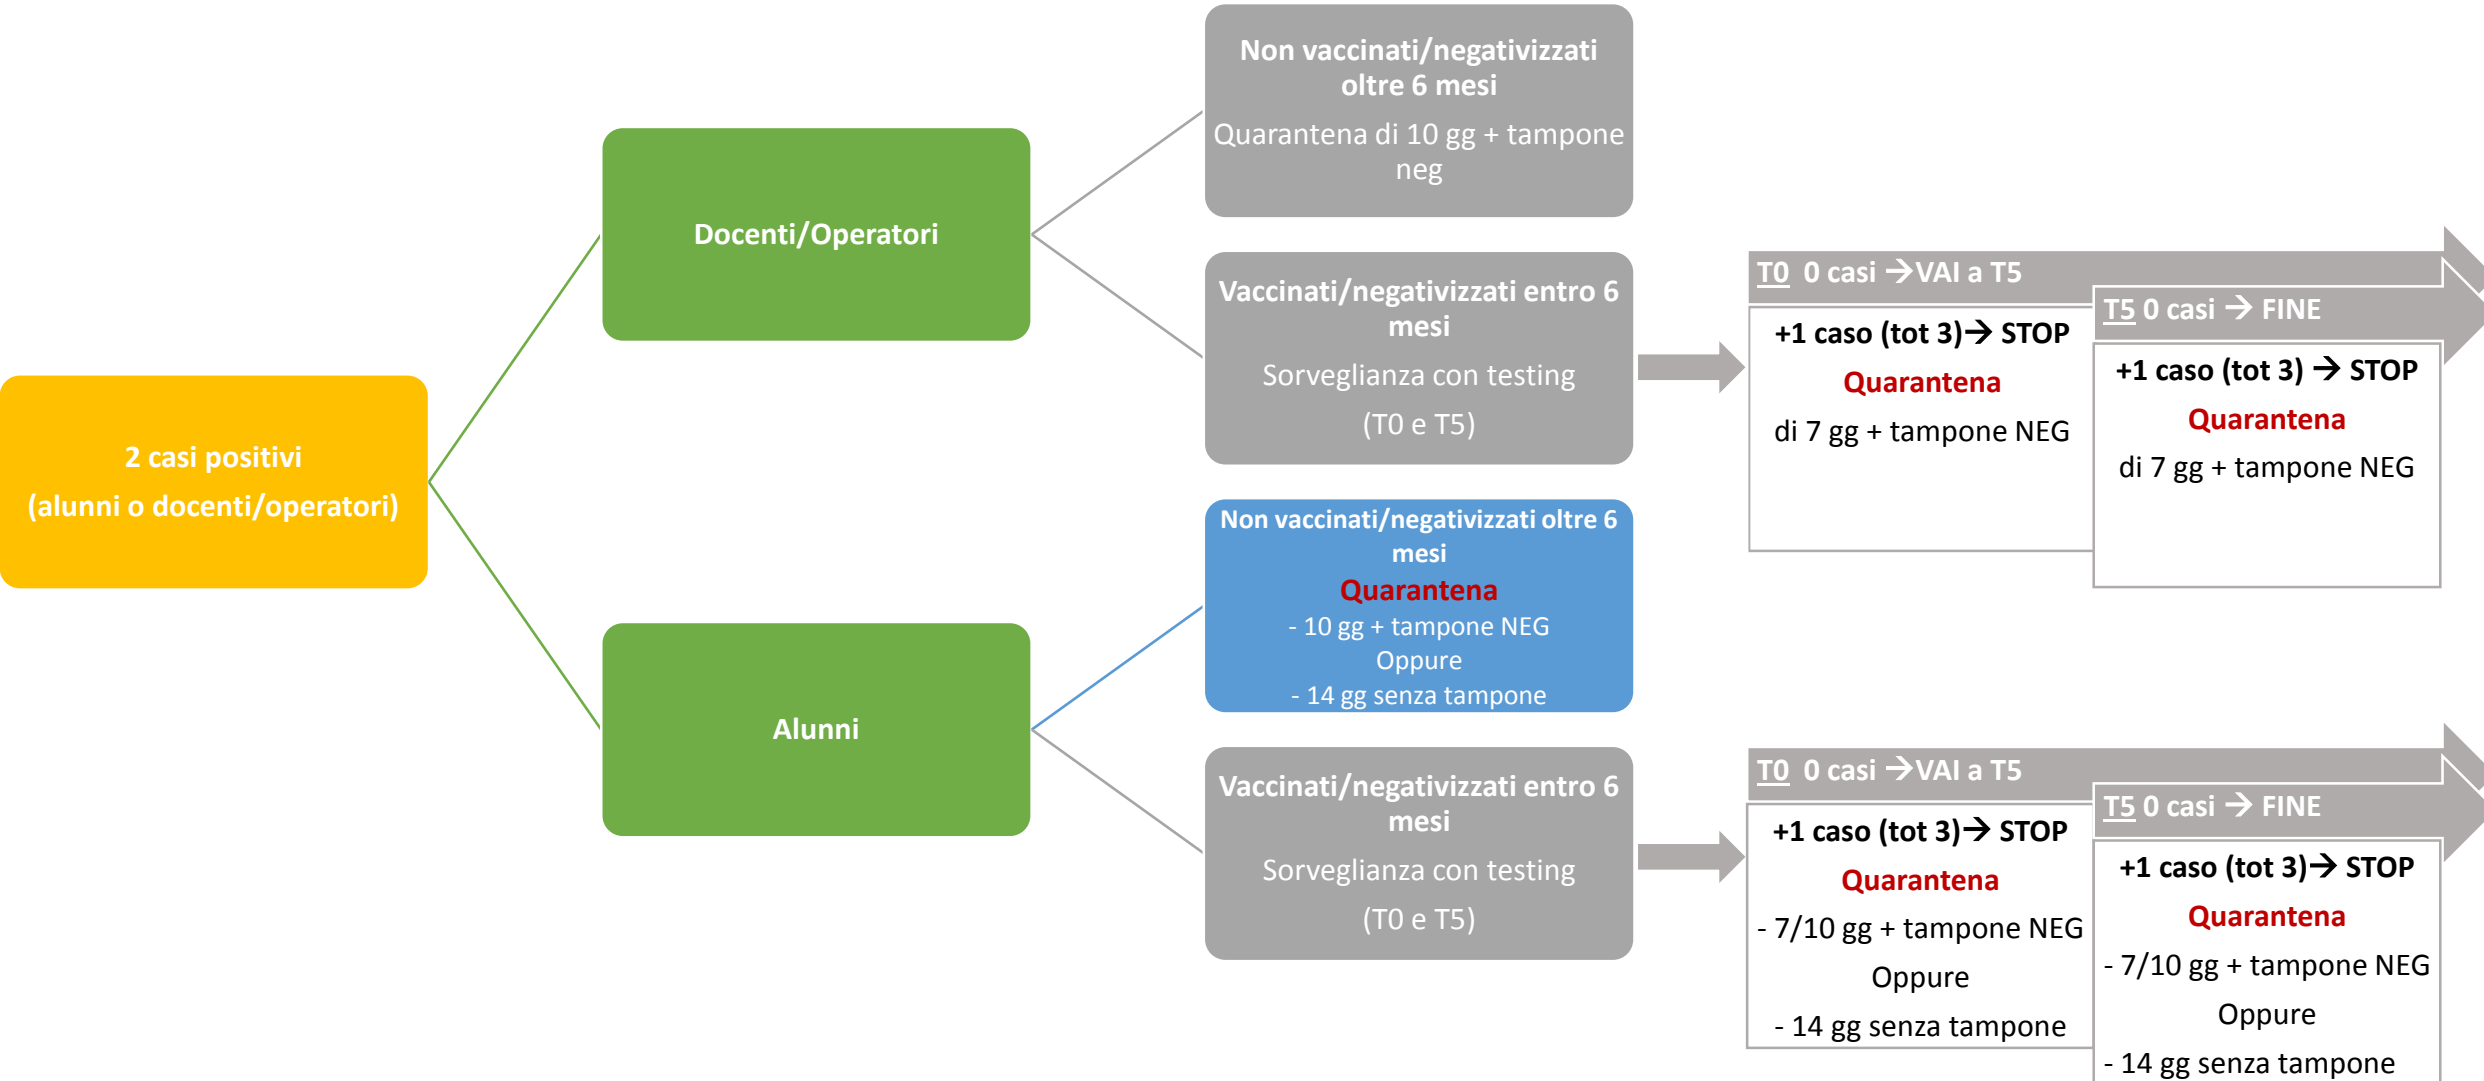 2 casi positivi
(alunni o docenti/operatori)
Docenti/Operatori
Non vaccinati/negativizzati
oltre 6 mesi
Quarantena di 10 gg + tampone
neg
Vaccinati/negativizzati entro 6
mesi
Sorveglianza con testing
(T0 e T5)
T0 0 casi →VAI a T5
+1 caso (tot 3)→ STOP
Quarantena
di 7 gg + tampone NEG
T5 0 casi → FINE
+1 caso (tot 3) → STOP
Quarantena
di 7 gg + tampone NEG
Alunni
Non vaccinati/negativizzati oltre 6
mesi
Quarantena
- 10 gg + tampone NEG
Oppure
- 14 gg senza tampone
Vaccinati/negativizzati entro 6
mesi
Sorveglianza con testing
(T0 e T5)
T0 0 casi →VAI a T5
+1 caso (tot 3)→ STOP
Quarantena
- 7/10 gg + tampone NEG
Oppure
- 14 gg senza tampone
T5 0 casi → FINE
+1 caso (tot 3)→ STOP
Quarantena
- 7/10 gg + tampone NEG
Oppure
- 14 gg senza tampone